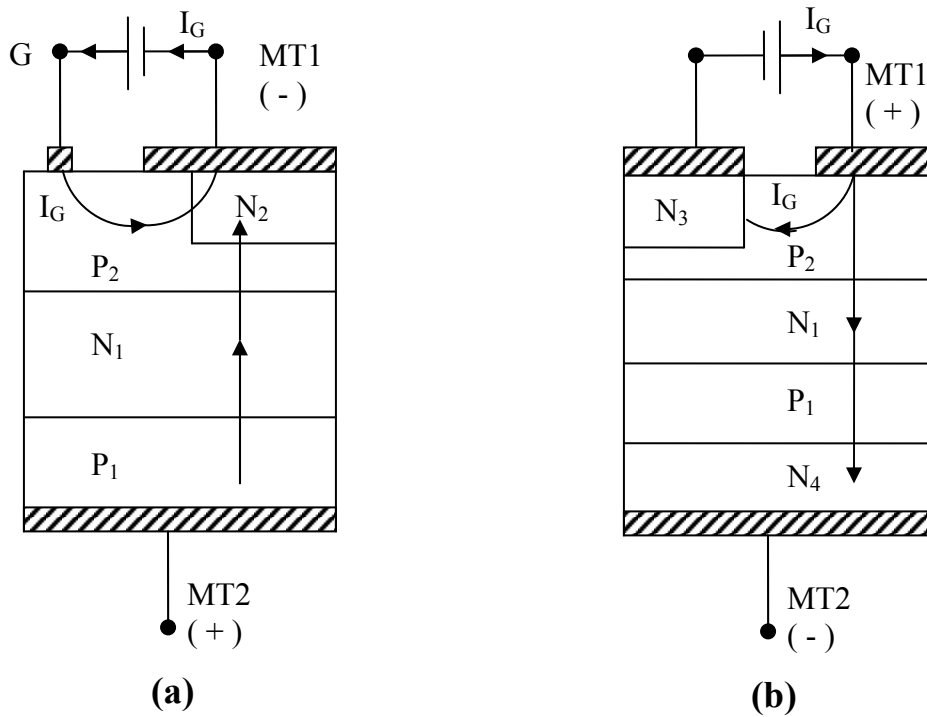 I_G
G
MT1
( - )
I_G
N₂
P₂
N₁
P₁
MT2
( + )
(a)
I_G
MT1
( + )
N₃
I_G
P₂
N₁
P₁
N₄
MT2
( - )
(b)